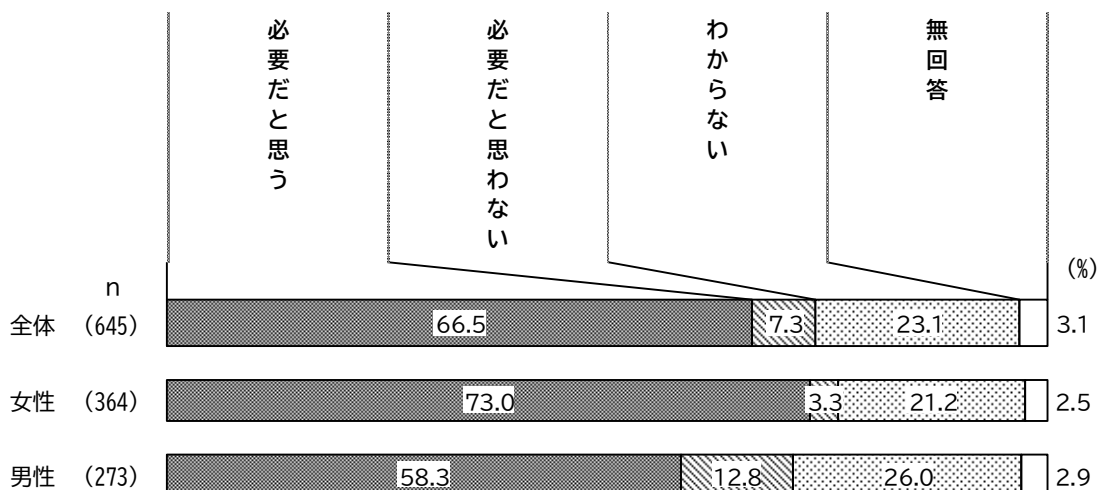 必要だと思う
必要だと思わない
わからない
無回答
(%)
n
全体 (645) 66.5 7.3 23.1 3.1
女性 (364) 73.0 3.3 21.2 2.5
男性 (273) 58.3 12.8 26.0 2.9